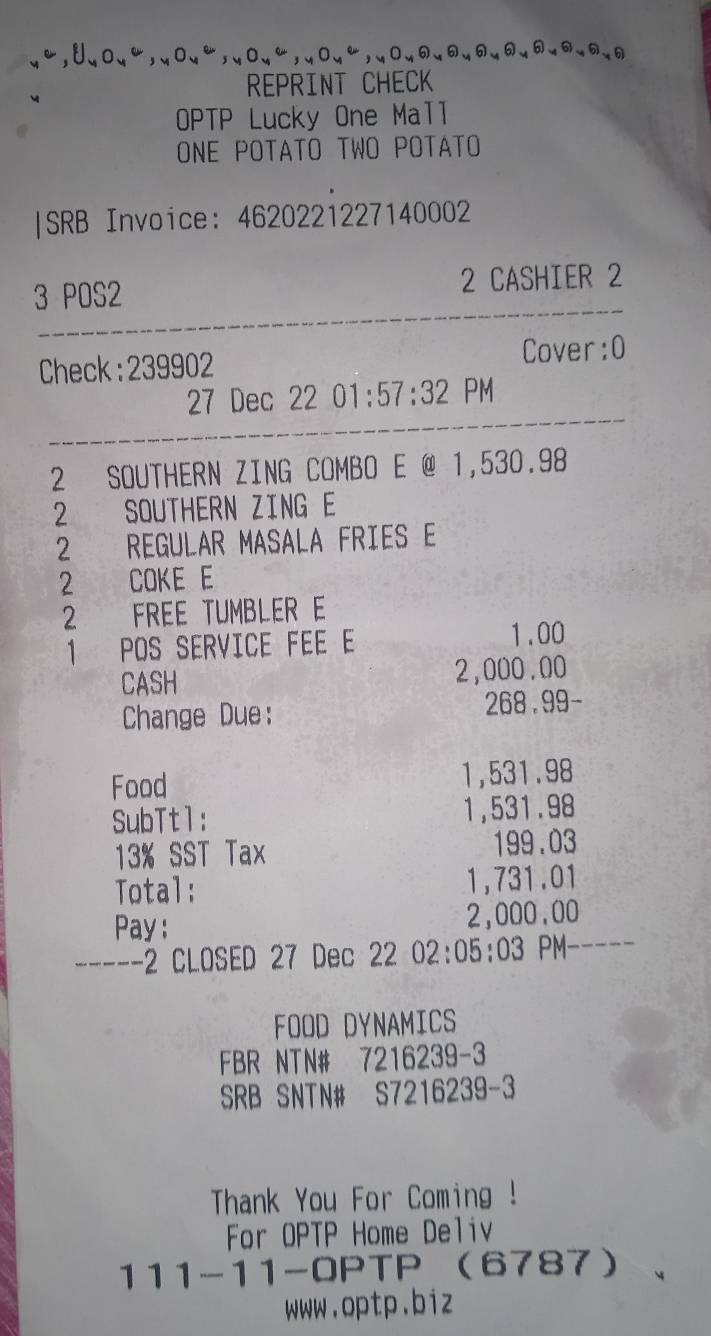 REPRINT CHECK
OPTP Lucky One Mall
ONE POTATO TWO POTATO
|SRB Invoice: 4620221227140002
3 POS2 2 CASHIER 2
Check:239902 Cover:0
27 Dec 22 01:57:32 PM
2 SOUTHERN ZING COMBO E @ 1,530.98
2 SOUTHERN ZING E
2 REGULAR MASALA FRIES E
2 COKE E
2 FREE TUMBLER E
1 POS SERVICE FEE E 1.00
CASH 2,000.00
Change Due: 268.99-
Food 1,531.98
SubTtl: 1,531.98
13% SST Tax 199.03
Total: 1,731.01
Pay: 2,000.00
-----2 CLOSED 27 Dec 22 02:05:03 PM-----
FOOD DYNAMICS
FBR NTN# 7216239-3
SRB SNTN# S7216239-3
Thank You For Coming !
For OPTP Home Deliv
111-11-OPTP (6787)
www.optp.biz